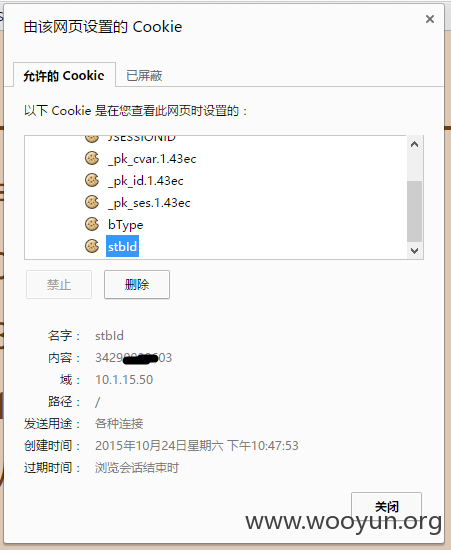 由该网页设置的 Cookie
允许的 Cookie 已屏蔽
以下 Cookie 是在您查看此网页时设置的：
JSESSIONID
_pk_cvar.1.43ec
_pk_id.1.43ec
_pk_ses.1.43ec
bType
stbId
禁止 删除
名字： stbId
内容： 3429 603
域： 10.1.15.50
路径： /
发送用途： 各种连接
创建时间： 2015年10月24日星期六 下午10:47:53
过期时间： 浏览会话结束时
关闭
www.wooyun.org